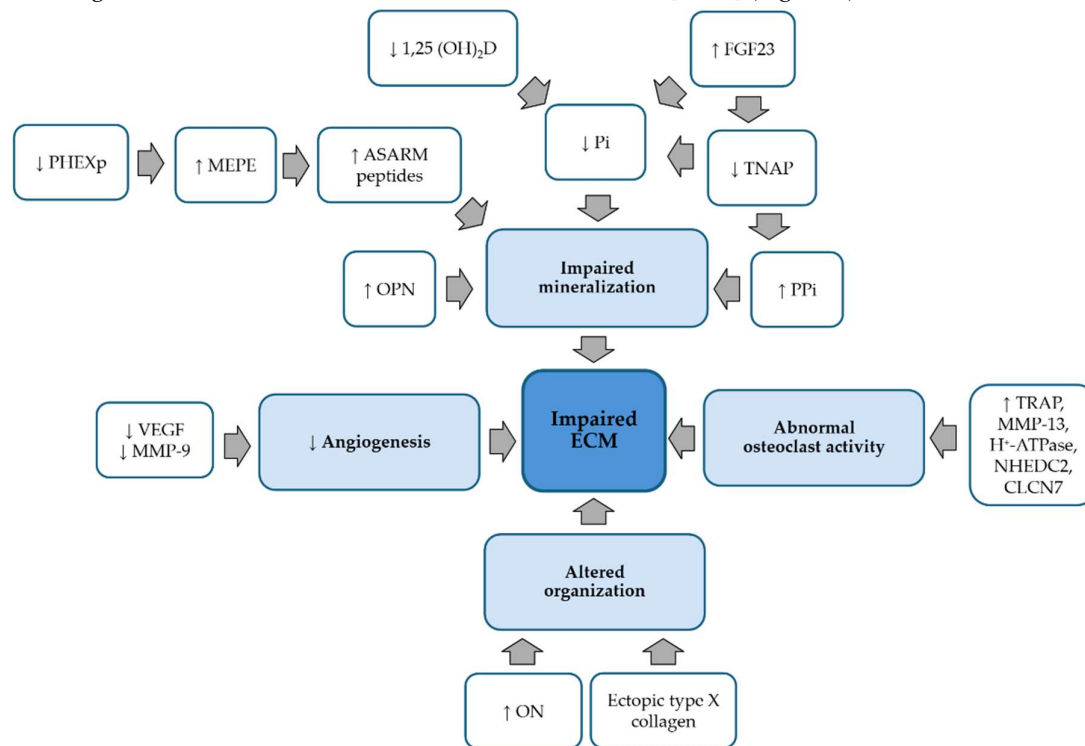 ↓ 1,25 (OH)₂D
↑ FGF23
↓ PHEXp
↑ MEPE
↑ ASARM
peptides
↓ Pi
↓ TNAP
↑ OPN
Impaired
mineralization
↑ PPi
↓ VEGF
↓ MMP-9
↓ Angiogenesis
Impaired
ECM
Abnormal
osteoclast activity
↑ TRAP,
MMP-13,
H⁺-ATPase,
NHEDC2,
CLCN7
Altered
organization
↑ ON
Ectopic type X
collagen